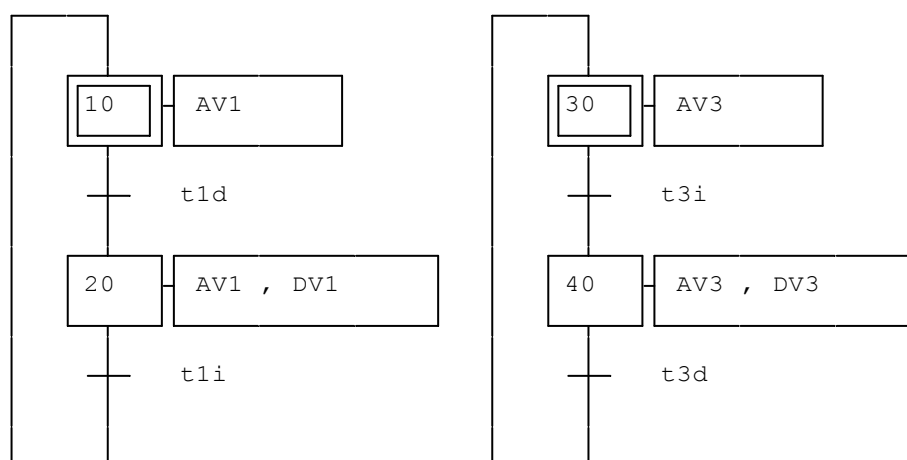 10 AV1
t1d
20 AV1 , DV1
t1i
30 AV3
t3i
40 AV3 , DV3
t3d